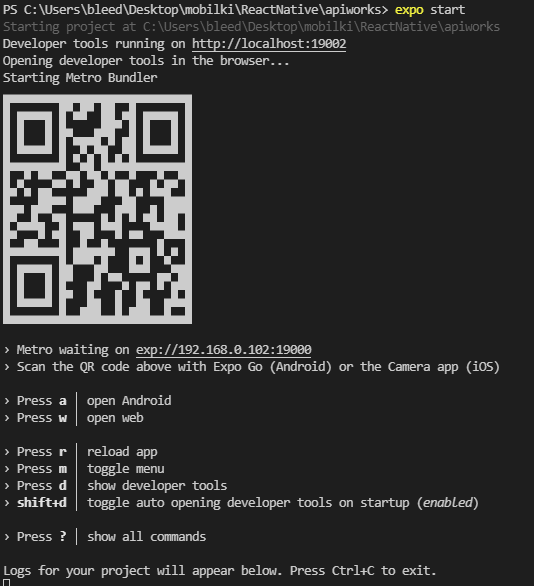 PS C:\Users\bleed\Desktop\mobilki\ReactNative\apiworks> expo start
Starting project at C:\Users\bleed\Desktop\mobilki\ReactNative\apiworks
Developer tools running on http://localhost:19002
Opening developer tools in the browser...
Starting Metro Bundler
› Metro waiting on exp://192.168.0.102:19000
› Scan the QR code above with Expo Go (Android) or the Camera app (iOS)
› Press a │ open Android
› Press w │ open web
› Press r │ reload app
› Press m │ toggle menu
› Press d │ show developer tools
› shift+d │ toggle auto opening developer tools on startup (enabled)
› Press ? │ show all commands
Logs for your project will appear below. Press Ctrl+C to exit.